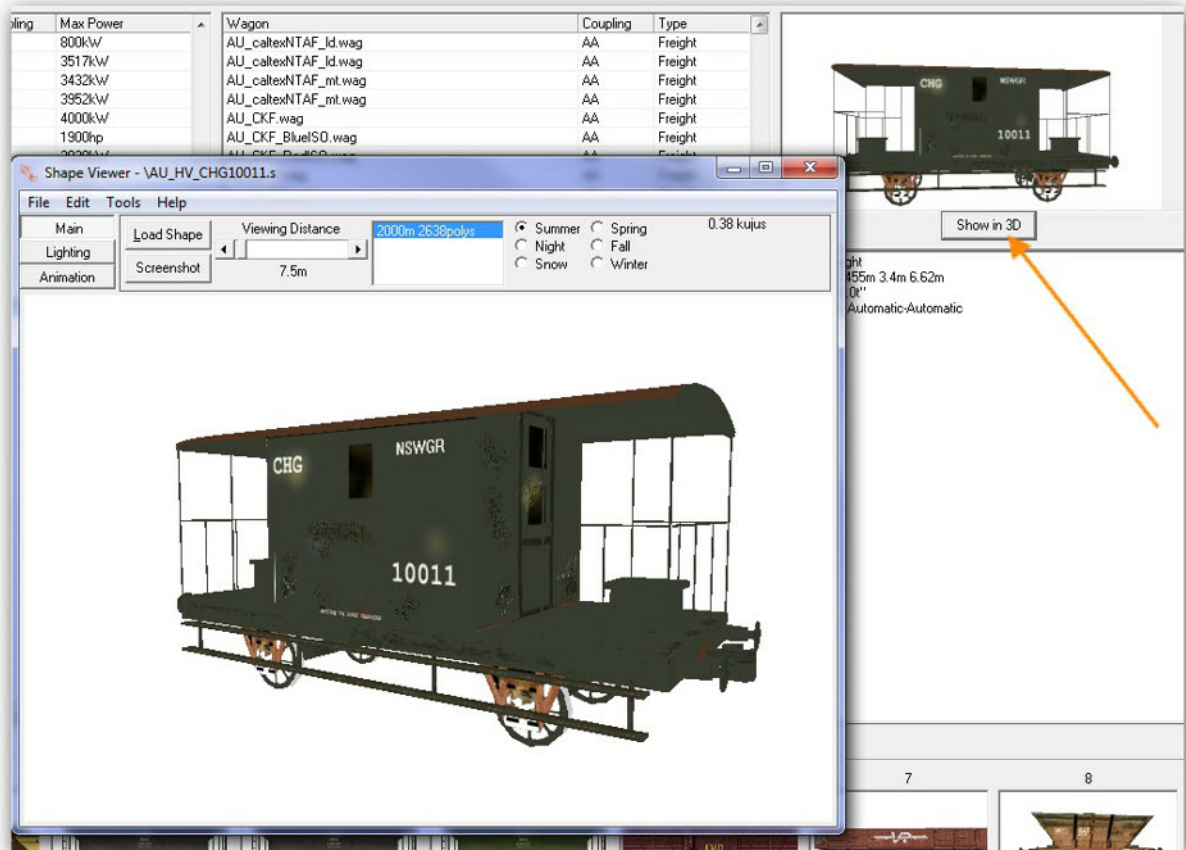 Max Power
800kW
3517kW
3432kW
3952kW
4000kW
1900hp
Wagon Coupling Type
AU_caltexNTAF_ld.wag AA Freight
AU_caltexNTAF_ld.wag AA Freight
AU_caltexNTAF_mt.wag AA Freight
AU_caltexNTAF_mt.wag AA Freight
AU_CKF.wag AA Freight
AU_CKF_BlueISO.wag AA Freight
CHG NSWGR
10011
Show in 3D
455m 3.4m 6.62m
Automatic-Automatic
Shape Viewer - \AU_HV_CHG10011.s
File Edit Tools Help
Main
Lighting
Animation
Load Shape
Screenshot
Viewing Distance
7.5m
2000m 2638polys
Summer Spring
Night Fall
Snow Winter
0.38 kujus
CHG NSWGR
10011
7 8